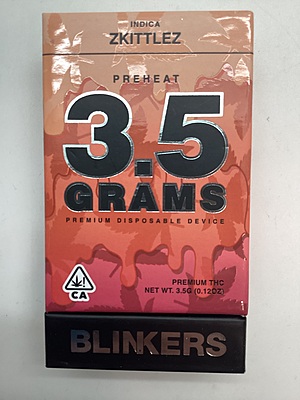 INDICA
ZKITTLEZ
PREHEAT
3.5
GRAMS
PREMIUM DISPOSABLE DEVICE
PREMIUM THC
NET WT. 3.5G (0.12OZ)
CA
BLINKERS